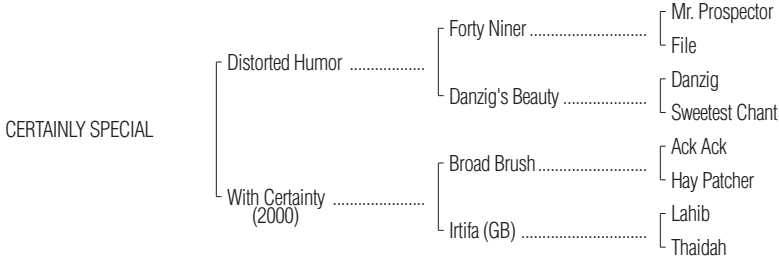 Mr. Prospector
Forty Niner ............................
File
Distorted Humor ..................
Danzig
Danzig's Beauty ....................
Sweetest Chant
CERTAINLY SPECIAL
Ack Ack
Broad Brush ..........................
Hay Patcher
With Certainty ......................
(2000)
Lahib
Irtifa (GB) ..............................
Thaidah